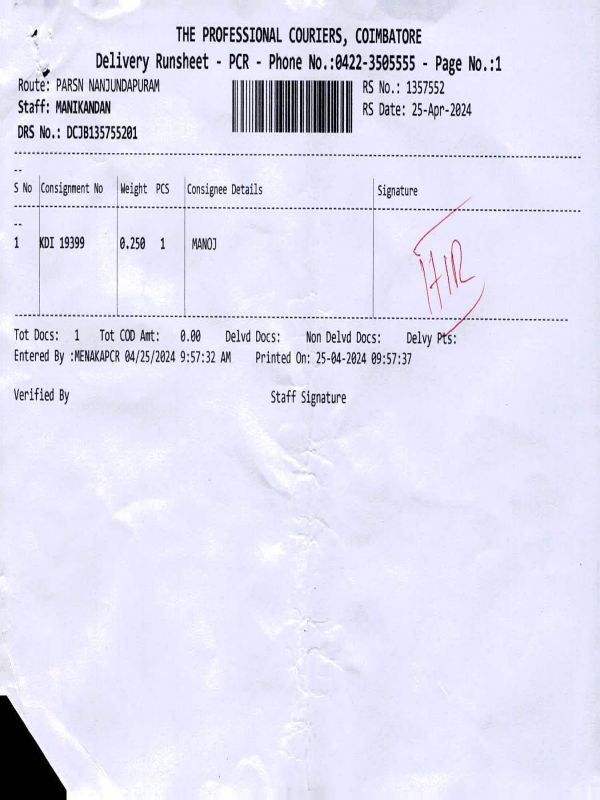 THE PROFESSIONAL COURIERS, COIMBATORE
Delivery Runsheet - PCR - Phone No.:0422-3505555 - Page No.:1
Route: PARSN NANJUNDAPURAM
RS No.: 1357552
Staff: MANIKANDAN
RS Date: 25-Apr-2024
DRS No.: DCJB135755201
--
S No Consignment No Weight PCS Consignee Details Signature
--
1 KDI 19399 0.250 1 MANOJ
Tot Docs: 1 Tot COD Amt: 0.00 Delvd Docs: Non Delvd Docs: Delvy Pts:
Entered By :MENAKAPCR 04/25/2024 9:57:32 AM Printed On: 25-04-2024 09:57:37
Verified By Staff Signature